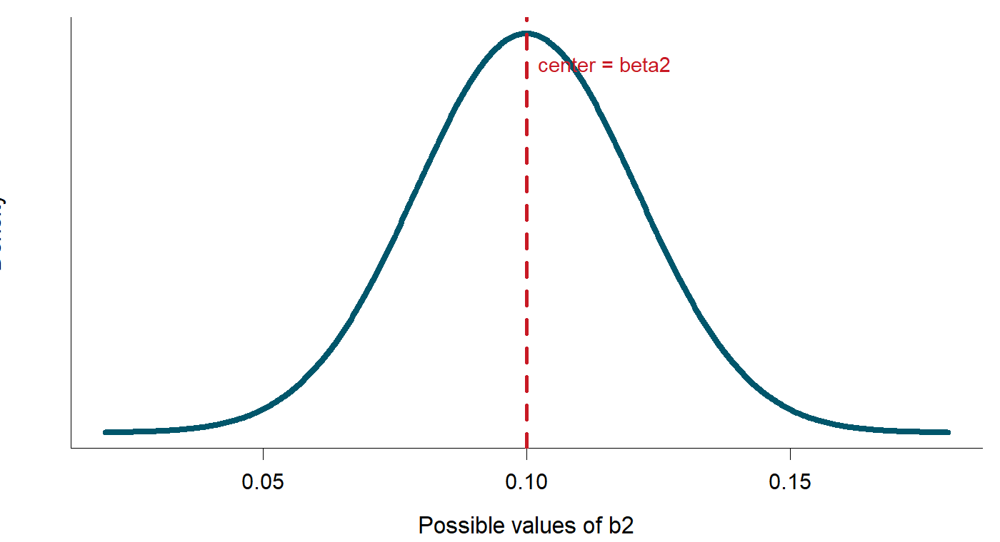 center = beta2
0.05 0.10 0.15
Possible values of b2